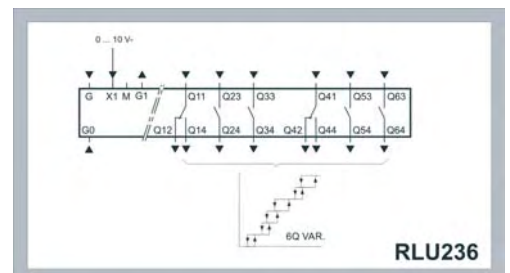 0 ... 10 V-
G X1 M G1 Q11 Q23 Q33 Q41 Q53 Q63
G0 Q12 Q14 Q24 Q34 Q42 Q44 Q54 Q64
6Q VAR.
RLU236